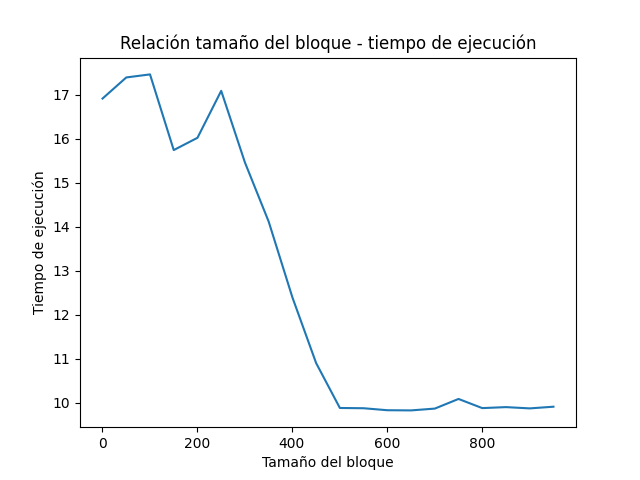 Relación tamaño del bloque - tiempo de ejecución
17
16
15
14
13
12
11
10
Tiempo de ejecución
0 200 400 600 800
Tamaño del bloque